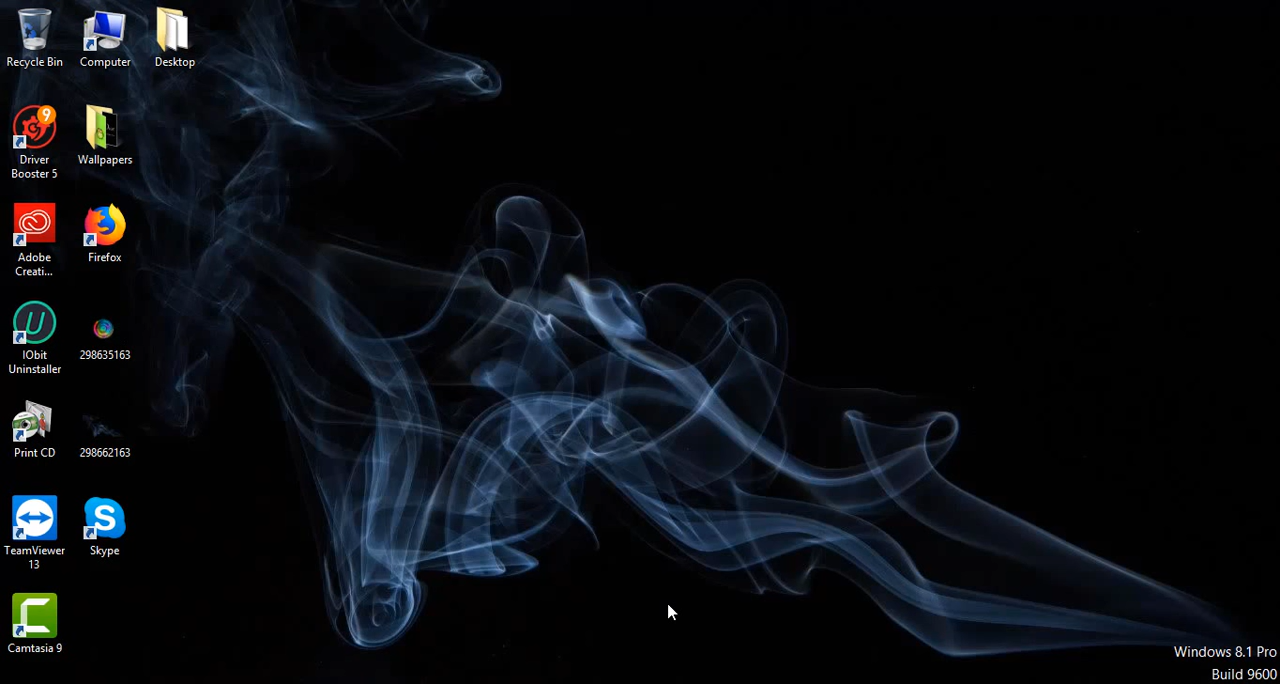 Recycle Bin
Computer
Desktop
9
Driver
Booster 5
Wallpapers
Adobe
Creati...
Firefox
IObit
Uninstaller
298635163
Print CD
298662163
TeamViewer
13
Skype
Camtasia 9
Windows 8.1 Pro
Build 9600